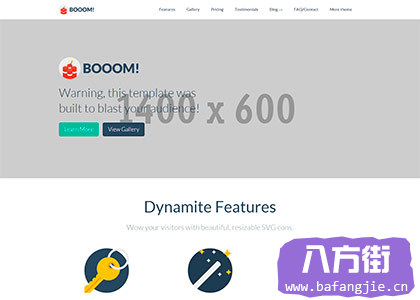 BOOOM!
Features Gallery Pricing Testimonials Blog FAQ/Contact More theme
BOOOM!
Warning, this template was
built to blast your audience!
1400 x 600
Learn More View Gallery
Dynamite Features
Wow your visitors with beautiful, resizable SVG icons.
八方街
www.bafangjie.cn